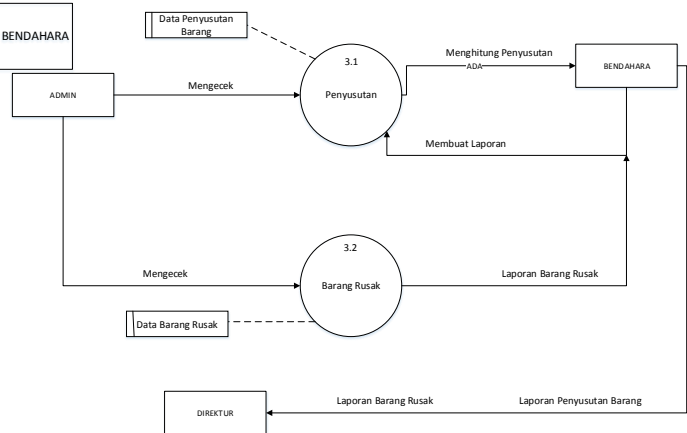 BENDAHARA
Data Penyusutan
Barang
3.1
Penyusutan
Menghitung Penyusutan
ADA
BENDAHARA
ADMIN
Mengecek
Membuat Laporan
3.2
Barang Rusak
Mengecek
Laporan Barang Rusak
Data Barang Rusak
Laporan Barang Rusak
Laporan Penyusutan Barang
DIREKTUR